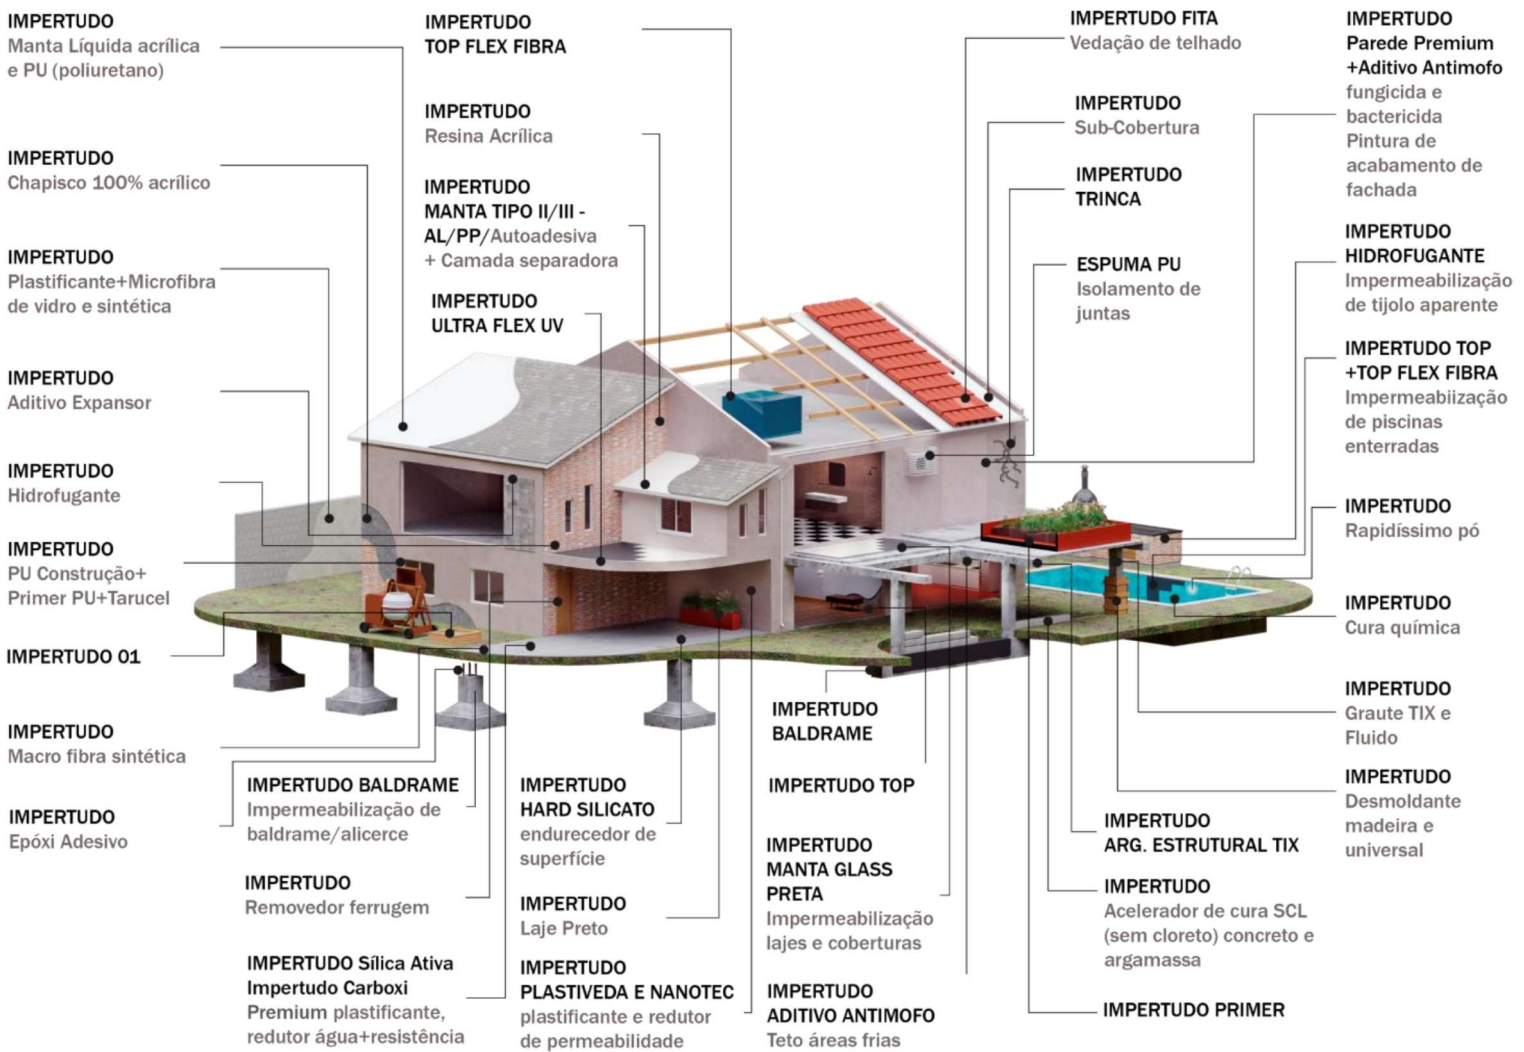 IMPERTUDO
Manta Líquida acrílica
e PU (poliuretano)
IMPERTUDO
Chapisco 100% acrílico
IMPERTUDO
Plastificante+Microfibra
de vidro e sintética
IMPERTUDO
Aditivo Expansor
IMPERTUDO
Hidrofugante
IMPERTUDO
PU Construção+
Primer PU+Tarucel
IMPERTUDO 01
IMPERTUDO
Macro fibra sintética
IMPERTUDO
Epóxi Adesivo
IMPERTUDO
TOP FLEX FIBRA
IMPERTUDO
Resina Acrílica
IMPERTUDO
MANTA TIPO II/III -
AL/PP/Autoadesiva
+ Camada separadora
IMPERTUDO
ULTRA FLEX UV
IMPERTUDO BALDRAME
Impermeabilização de
baldrame/alicerce
IMPERTUDO
Removedor ferrugem
IMPERTUDO Sílica Ativa
Impertudo Carboxi
Premium plastificante,
redutor água+resistência
IMPERTUDO
HARD SILICATO
endurecedor de
superfície
IMPERTUDO
Laje Preto
IMPERTUDO
PLASTIVEDA E NANOTEC
plastificante e redutor
de permeabilidade
IMPERTUDO
BALDRAME
IMPERTUDO TOP
IMPERTUDO
MANTA GLASS
PRETA
Impermeabilização
lajes e coberturas
IMPERTUDO
ADITIVO ANTIMOFO
Teto áreas frias
IMPERTUDO FITA
Vedação de telhado
IMPERTUDO
Sub-Cobertura
IMPERTUDO
TRINCA
ESPUMA PU
Isolamento de
juntas
IMPERTUDO
ARG. ESTRUTURAL TIX
IMPERTUDO
Acelerador de cura SCL
(sem cloreto) concreto e
argamassa
IMPERTUDO PRIMER
IMPERTUDO
Parede Premium
+Aditivo Antimofo
fungicida e
bactericida
Pintura de
acabamento de
fachada
IMPERTUDO
HIDROFUGANTE
Impermeabilização
de tijolo aparente
IMPERTUDO TOP
+TOP FLEX FIBRA
Impermeabiização
de piscinas
enterradas
IMPERTUDO
Rapidíssimo pó
IMPERTUDO
Cura química
IMPERTUDO
Graute TIX e
Fluido
IMPERTUDO
Desmoldante
madeira e
universal